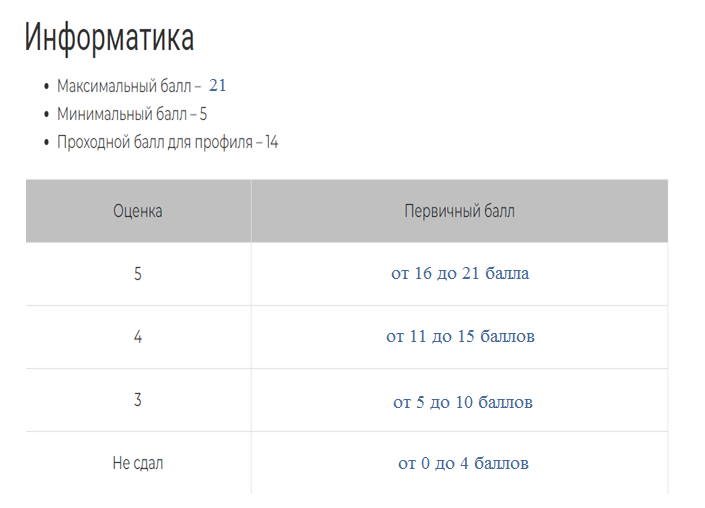 Информатика
• Максимальный балл – 21
• Минимальный балл – 5
• Проходной балл для профиля – 14
Оценка Первичный балл
5 от 16 до 21 балла
4 от 11 до 15 баллов
3 от 5 до 10 баллов
Не сдал от 0 до 4 баллов